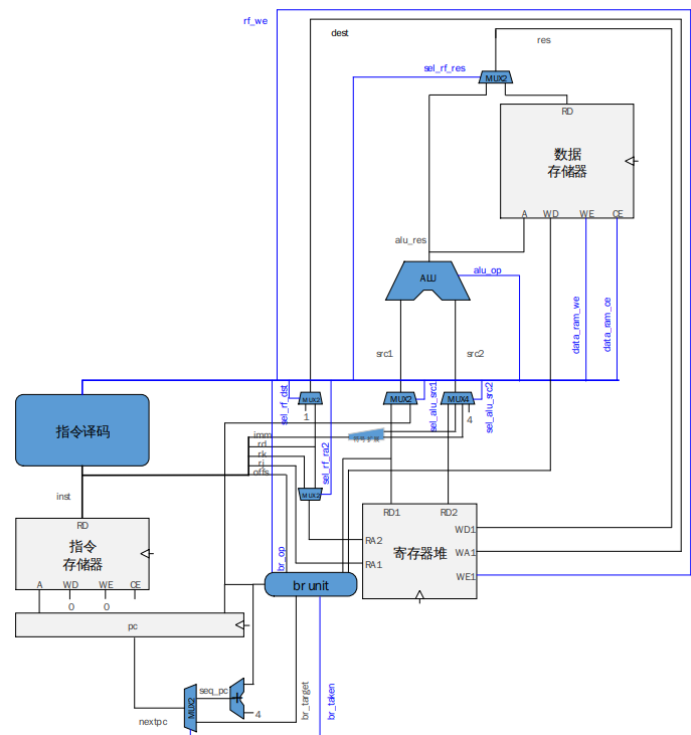 rf_we
dest
res
sel_rf_res
MUX2
RD
数据
存储器
A WD WE CE
alu_res
ALU
alu_op
data_ram_we
data_ram_ce
src1
src2
指令译码
sel_rf_dst
MUX2
1
MUX2
sel_alu_src1
MUX4
4
sel_alu_src2
imm
rd
rk
rj
offs
sel_rf_ra2
MUX2
inst
RD
指令
存储器
A WD WE CE
0 0
RD1 RD2
WD1
RA2
寄存器堆
WA1
RA1
WE1
br_op
br unit
pc
seq_pc
MUX2
+
4
nextpc
br_target
br_taken